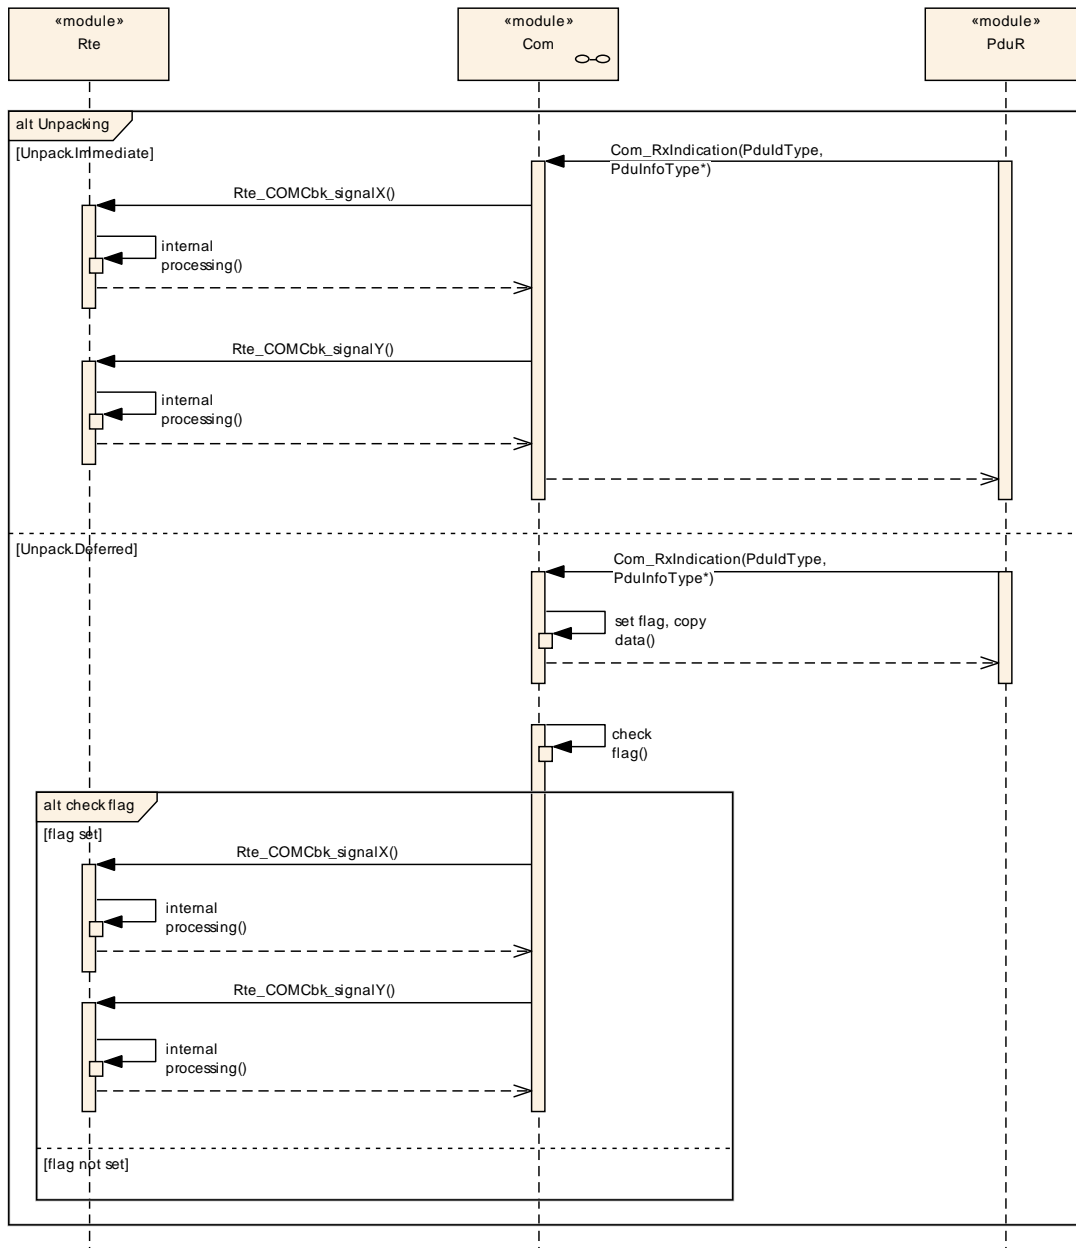 «module»
Rte
«module»
Com
«module»
PduR
alt Unpacking
[Unpack.Immediate]
Com_RxIndication(PduIdType,
PduInfoType*)
Rte_COMCbk_signalX()
internal
processing()
Rte_COMCbk_signalY()
internal
processing()
[Unpack.Deferred]
Com_RxIndication(PduIdType,
PduInfoType*)
set flag, copy
data()
check
flag()
alt check flag
[flag set]
Rte_COMCbk_signalX()
internal
processing()
Rte_COMCbk_signalY()
internal
processing()
[flag not set]